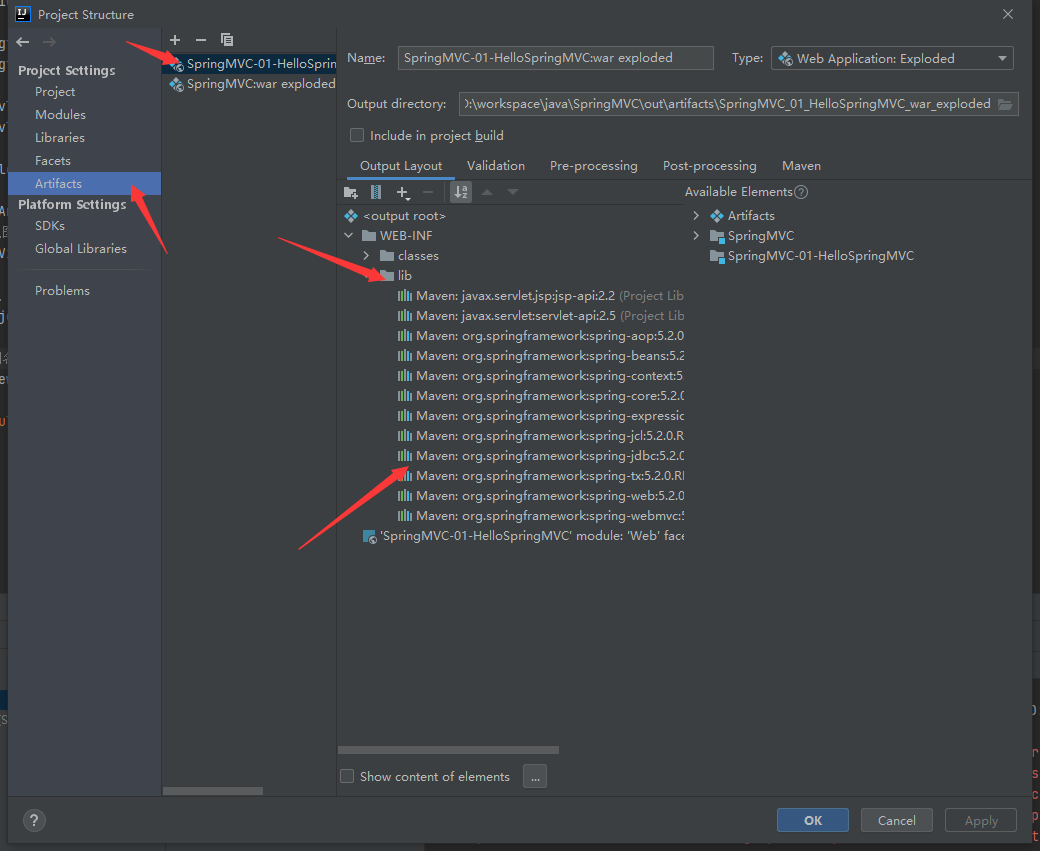 Project Structure
Project Settings
Project
Modules
Libraries
Facets
Artifacts
Platform Settings
SDKs
Global Libraries
Problems
SpringMVC-01-HelloSprin
SpringMVC:war exploded
Name: SpringMVC-01-HelloSpringMVC:war exploded Type: Web Application: Exploded
Output directory: D:\workspace\java\SpringMVC\out\artifacts\SpringMVC_01_HelloSpringMVC_war_exploded
Include in project build
Output Layout Validation Pre-processing Post-processing Maven
Available Elements
<output root>
WEB-INF
classes
lib
Maven: javax.servlet.jsp:jsp-api:2.2 (Project Lib
Maven: javax.servlet:servlet-api:2.5 (Project Lib
Maven: org.springframework:spring-aop:5.2.0
Maven: org.springframework:spring-beans:5.2
Maven: org.springframework:spring-context:5
Maven: org.springframework:spring-core:5.2.0
Maven: org.springframework:spring-expressic
Maven: org.springframework:spring-jcl:5.2.0.R
Maven: org.springframework:spring-jdbc:5.2.0
Maven: org.springframework:spring-tx:5.2.0.RI
Maven: org.springframework:spring-web:5.2.0
Maven: org.springframework:spring-webmvc:5
'SpringMVC-01-HelloSpringMVC' module: 'Web' face
Artifacts
SpringMVC
SpringMVC-01-HelloSpringMVC
Show content of elements ...
? OK Cancel Apply